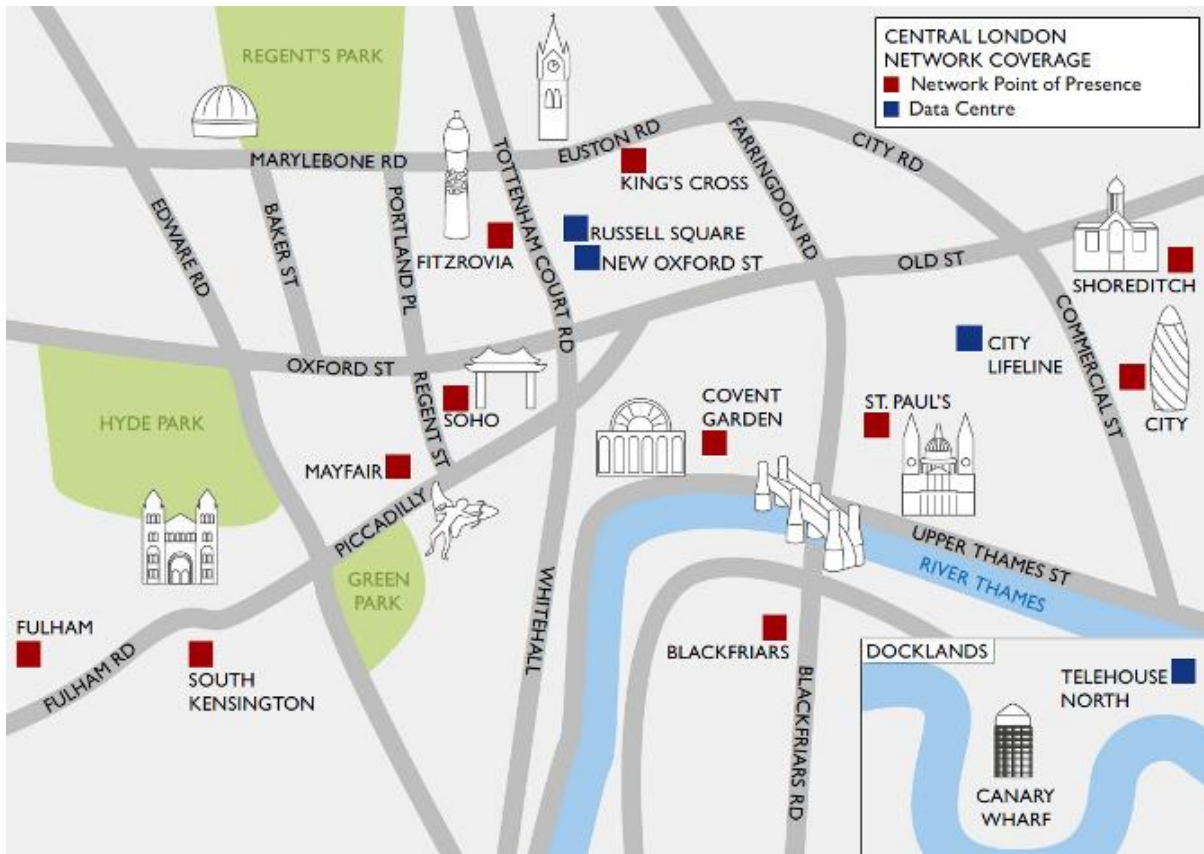 REGENT'S PARK
CENTRAL LONDON
NETWORK COVERAGE
Network Point of Presence
Data Centre
MARYLEBONE RD
EUSTON RD
CITY RD
FARRINGDON RD
TOTTENHAM COURT RD
KING'S CROSS
EDWARE RD
BAKER ST
PORTLAND PL
FITZROVIA
RUSSELL SQUARE
NEW OXFORD ST
OLD ST
SHOREDITCH
COMMERCIAL ST
OXFORD ST
REGENT ST
SOHO
CITY
LIFELINE
CITY
HYDE PARK
MAYFAIR
COVENT
GARDEN
ST. PAUL'S
PICCADILLY
GREEN
PARK
WHITEHALL
UPPER THAMES ST
RIVER THAMES
FULHAM
FULHAM RD
SOUTH
KENSINGTON
BLACKFRIARS
BLACKFRIARS RD
DOCKLANDS
TELEHOUSE
NORTH
CANARY
WHARF